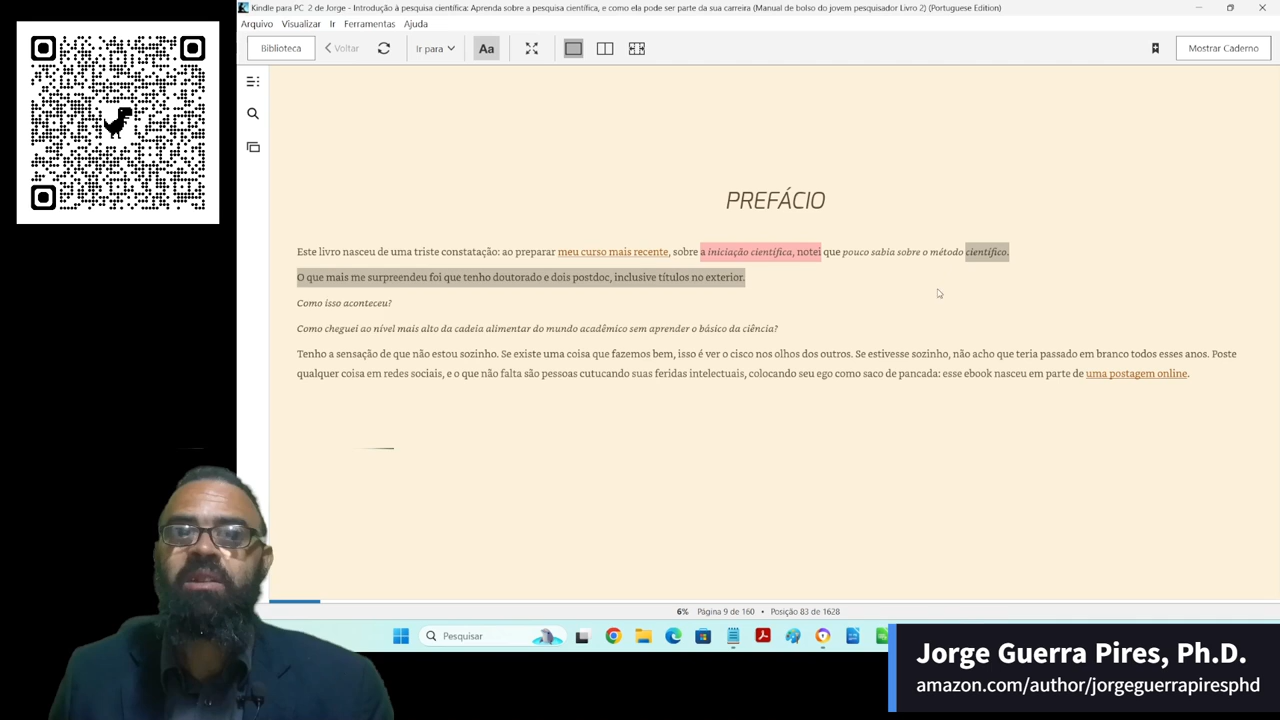 Kindle para PC 2 de Jorge - Introdução à pesquisa científica: Aprenda sobre a pesquisa científica, e como ela pode ser parte da sua carreira (Manual de bolso do jovem pesquisador Livro 2) (Portuguese Edition)
Arquivo Visualizar Ir Ferramentas Ajuda
Biblioteca Voltar Ir para Aa Mostrar Caderno
PREFÁCIO
Este livro nasceu de uma triste constatação: ao preparar meu curso mais recente, sobre a iniciação científica, notei que pouco sabia sobre o método científico.
O que mais me surpreendeu foi que tenho doutorado e dois postdoc, inclusive títulos no exterior.
Como isso aconteceu?
Como cheguei ao nível mais alto da cadeia alimentar do mundo acadêmico sem aprender o básico da ciência?
Tenho a sensação de que não estou sozinho. Se existe uma coisa que fazemos bem, isso é ver o cisco nos olhos dos outros. Se estivesse sozinho, não acho que teria passado em branco todos esses anos. Poste
qualquer coisa em redes sociais, e o que não falta são pessoas cutucando suas feridas intelectuais, colocando seu ego como saco de pancada: esse ebook nasceu em parte de uma postagem online.
6% Página 9 de 160 • Posição 83 de 1628
Pesquisar
Jorge Guerra Pires, Ph.D.
amazon.com/author/jorgeguerrapiresphd